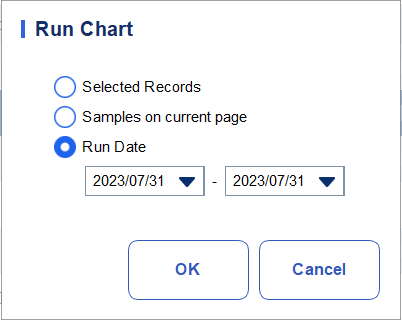 Run Chart
Selected Records
Samples on current page
Run Date
2023/07/31 - 2023/07/31
OK Cancel